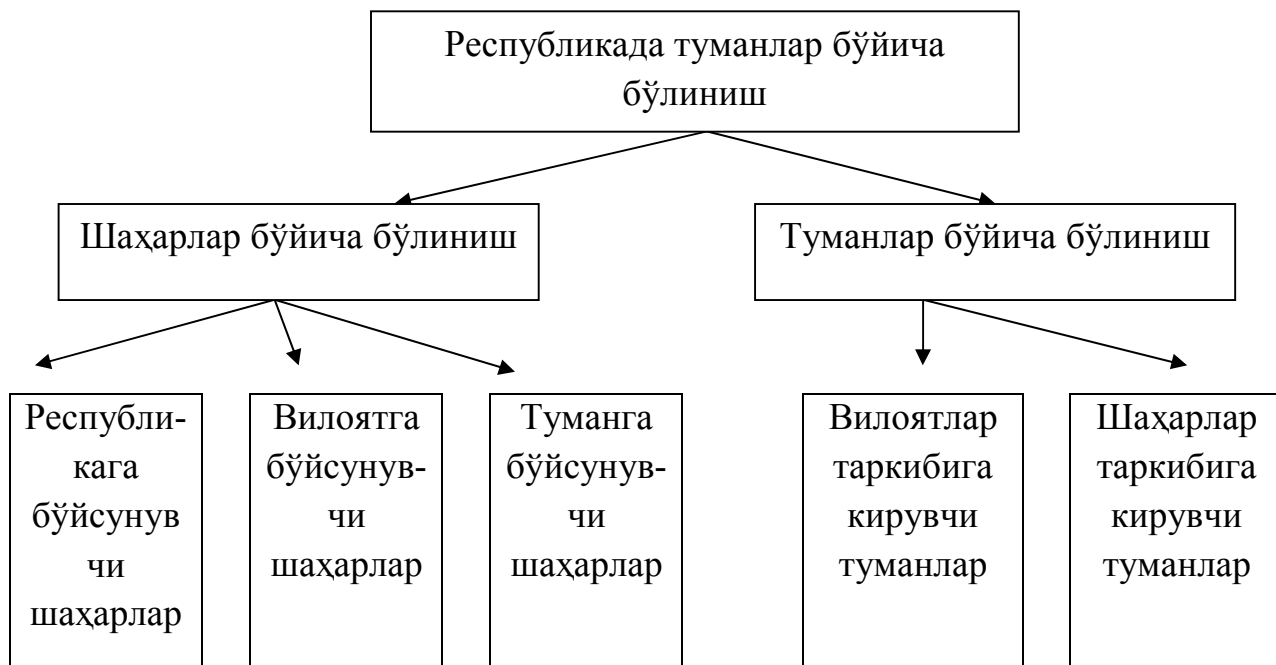 Республикада туманлар бўйича
бўлиниш
Шаҳарлар бўйича бўлиниш
Туманлар бўйича бўлиниш
Республи-
кага
бўйсунув
чи
шаҳарлар
Вилоятга
бўйсунув-
чи
шаҳарлар
Туманга
бўйсунув-
чи
шаҳарлар
Вилоятлар
таркибига
кирувчи
туманлар
Шаҳарлар
таркибига
кирувчи
туманлар